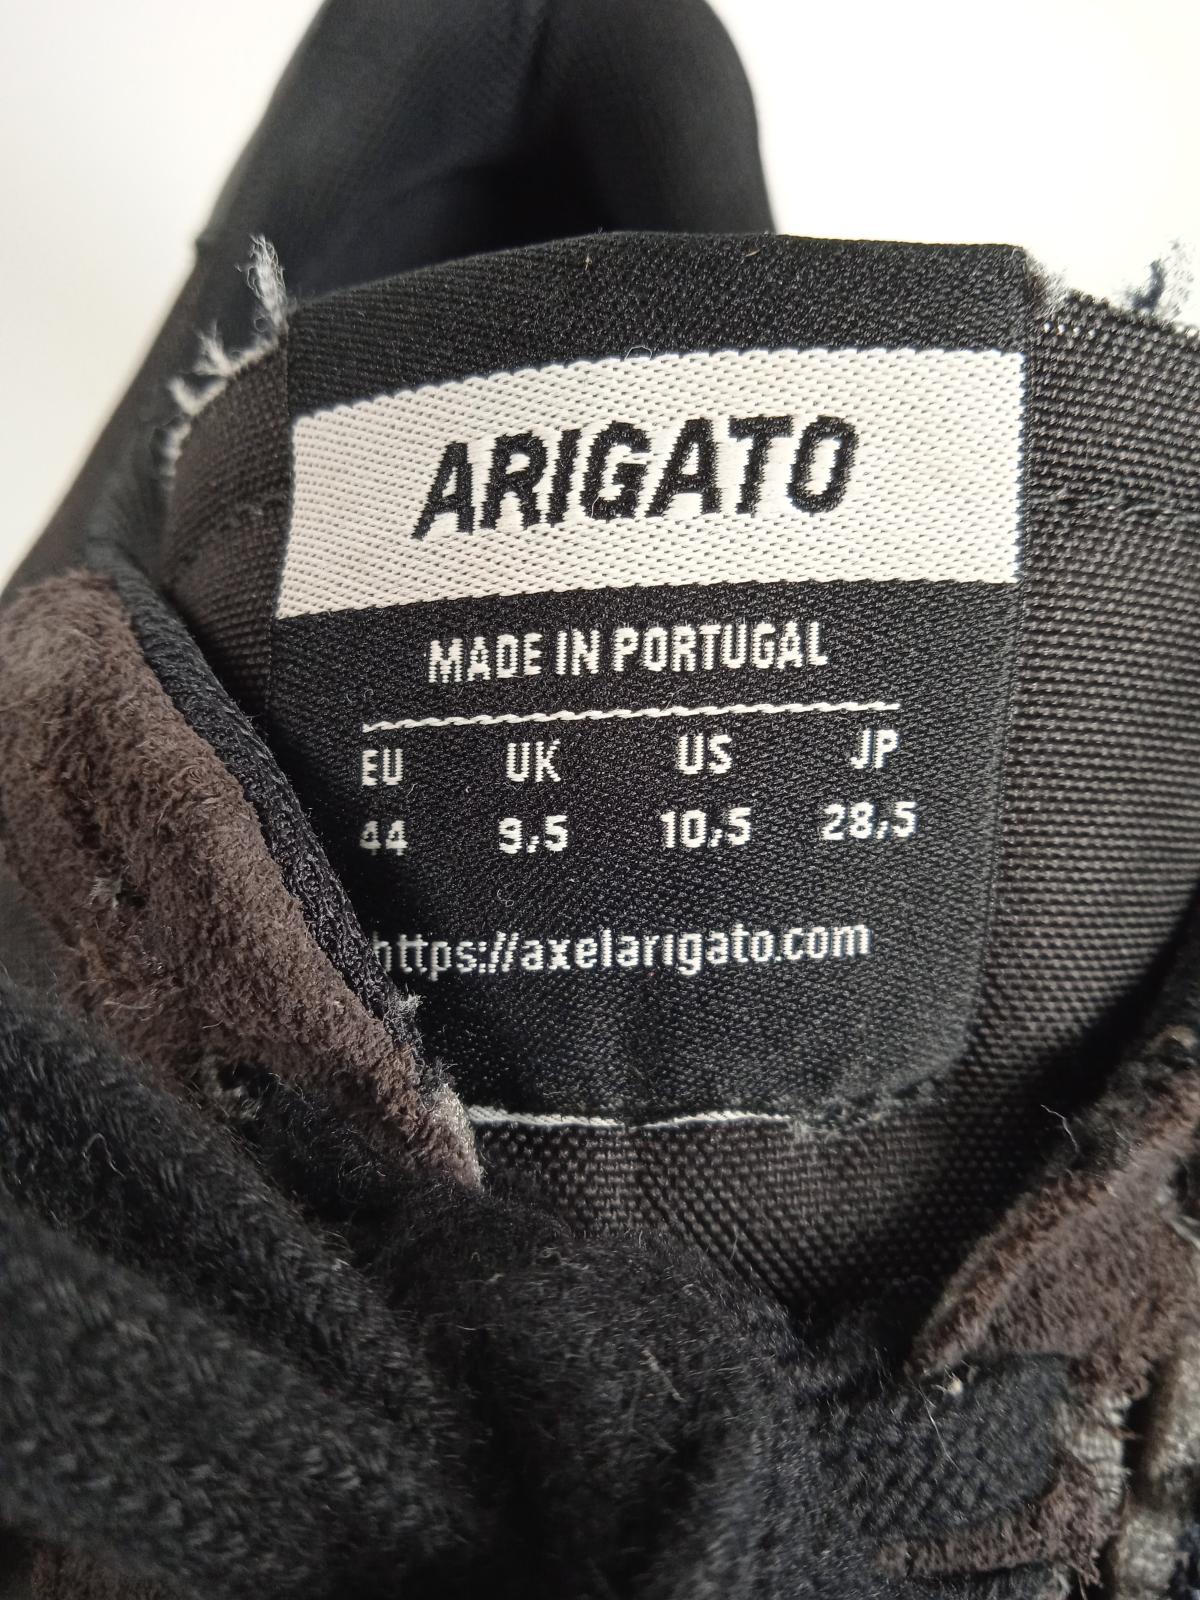 ARIGATO
MADE IN PORTUGAL
EU UK US JP
44 9,5 10,5 28,5
https://axelarigato.com